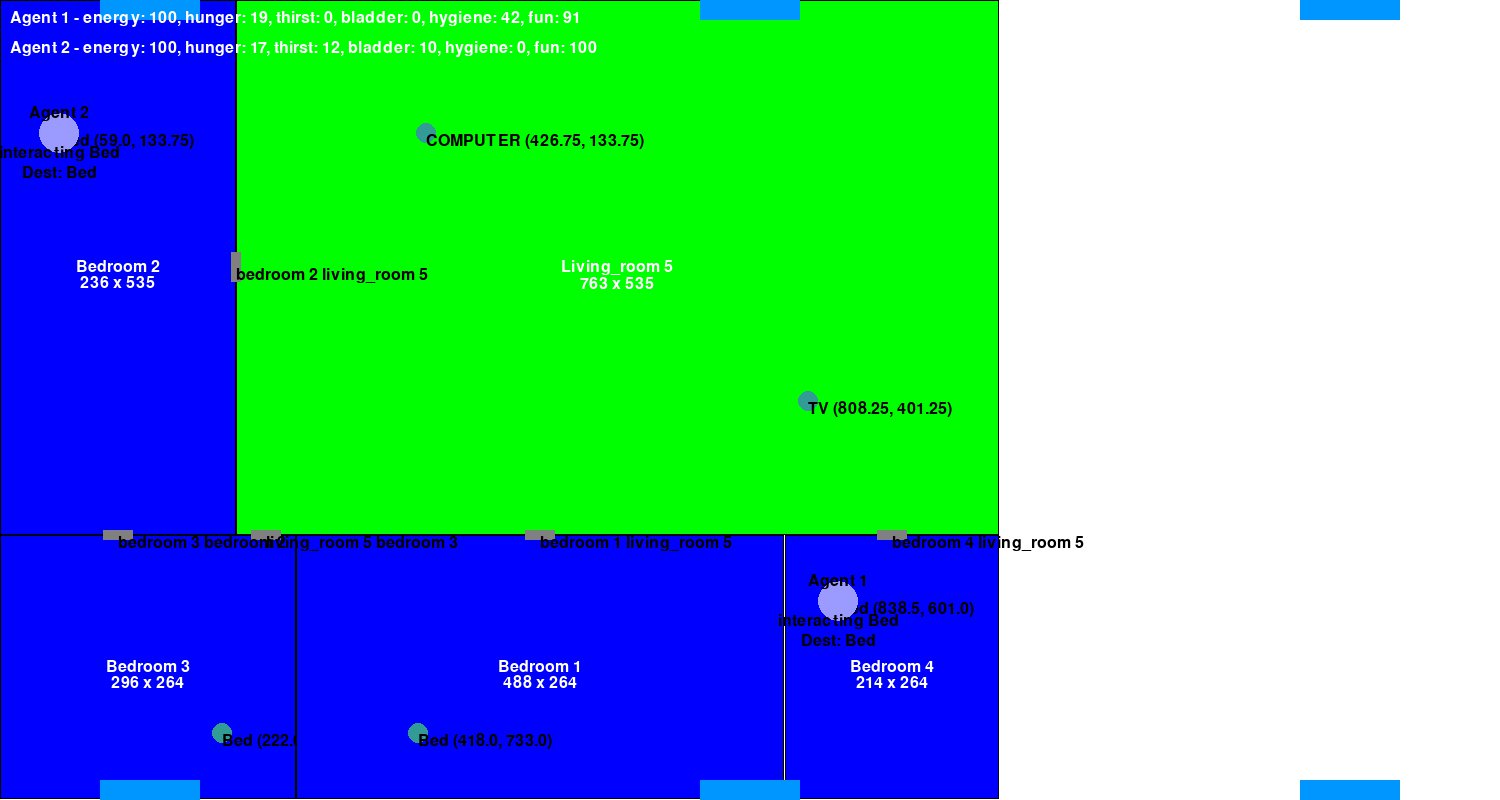 Agent 1 - energy: 100, hunger: 19, thirst: 0, bladder: 0, hygiene: 42, fun: 91
Agent 2 - energy: 100, hunger: 17, thirst: 12, bladder: 10, hygiene: 0, fun: 100
Agent 2
d (59.0, 133.75)
interacting Bed
Dest: Bed
COMPUTER (426.75, 133.75)
Bedroom 2
236 x 535
bedroom 2 living_room 5
Living_room 5
763 x 535
TV (808.25, 401.25)
bedroom 3 bedroom 2
living_room 5 bedroom 3
bedroom 1 living_room 5
bedroom 4 living_room 5
Agent 1
d (838.5, 601.0)
interacting Bed
Dest: Bed
Bedroom 3
296 x 264
Bedroom 1
488 x 264
Bedroom 4
214 x 264
Bed (222.
Bed (418.0, 733.0)